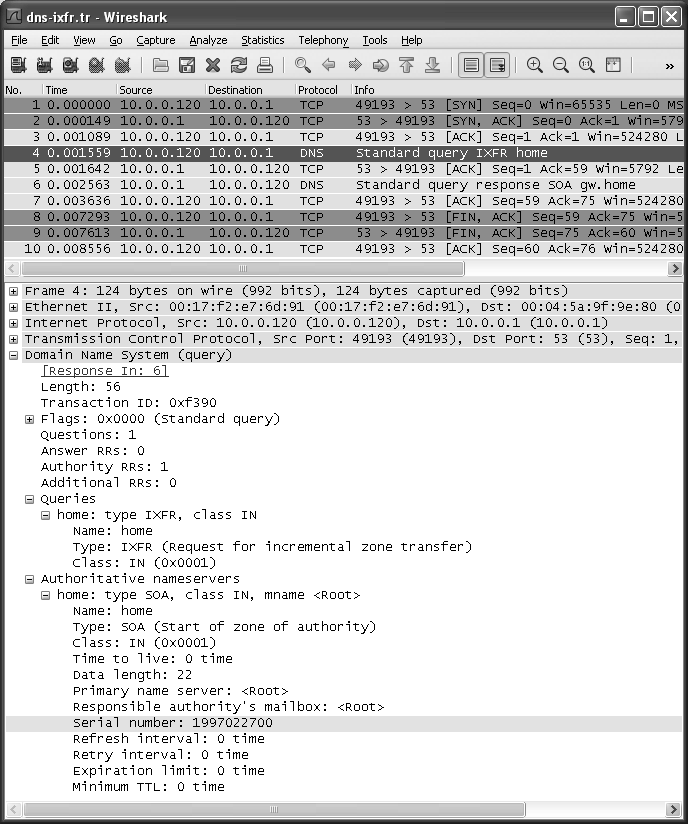 dns-ixfr.tr - Wireshark
File Edit View Go Capture Analyze Statistics Telephony Tools Help
No. Time Source Destination Protocol Info
1 0.000000 10.0.0.120 10.0.0.1 TCP 49193 > 53 [SYN] Seq=0 Win=65535 Len=0 MS
2 0.000149 10.0.0.1 10.0.0.120 TCP 53 > 49193 [SYN, ACK] Seq=0 Ack=1 Win=579
3 0.001089 10.0.0.120 10.0.0.1 TCP 49193 > 53 [ACK] Seq=1 Ack=1 Win=524280 L
4 0.001559 10.0.0.120 10.0.0.1 DNS Standard query IXFR home
5 0.001642 10.0.0.1 10.0.0.120 TCP 53 > 49193 [ACK] Seq=1 Ack=59 Win=5792 Le
6 0.002563 10.0.0.1 10.0.0.120 DNS Standard query response SOA gw.home
7 0.003636 10.0.0.120 10.0.0.1 TCP 49193 > 53 [ACK] Seq=59 Ack=75 Win=524280
8 0.007293 10.0.0.120 10.0.0.1 TCP 49193 > 53 [FIN, ACK] Seq=59 Ack=75 Win=5
9 0.007613 10.0.0.1 10.0.0.120 TCP 53 > 49193 [FIN, ACK] Seq=75 Ack=60 Win=5
10 0.008556 10.0.0.120 10.0.0.1 TCP 49193 > 53 [ACK] Seq=60 Ack=76 Win=524280
Frame 4: 124 bytes on wire (992 bits), 124 bytes captured (992 bits)
Ethernet II, Src: 00:17:f2:e7:6d:91 (00:17:f2:e7:6d:91), Dst: 00:04:5a:9f:9e:80 (0
Internet Protocol, Src: 10.0.0.120 (10.0.0.120), Dst: 10.0.0.1 (10.0.0.1)
Transmission Control Protocol, Src Port: 49193 (49193), Dst Port: 53 (53), Seq: 1,
Domain Name System (query)
[Response In: 6]
Length: 56
Transaction ID: 0xf390
Flags: 0x0000 (Standard query)
Questions: 1
Answer RRs: 0
Authority RRs: 1
Additional RRs: 0
Queries
home: type IXFR, class IN
Name: home
Type: IXFR (Request for incremental zone transfer)
Class: IN (0x0001)
Authoritative nameservers
home: type SOA, class IN, mname <Root>
Name: home
Type: SOA (Start of zone of authority)
Class: IN (0x0001)
Time to live: 0 time
Data length: 22
Primary name server: <Root>
Responsible authority's mailbox: <Root>
Serial number: 1997022700
Refresh interval: 0 time
Retry interval: 0 time
Expiration limit: 0 time
Minimum TTL: 0 time